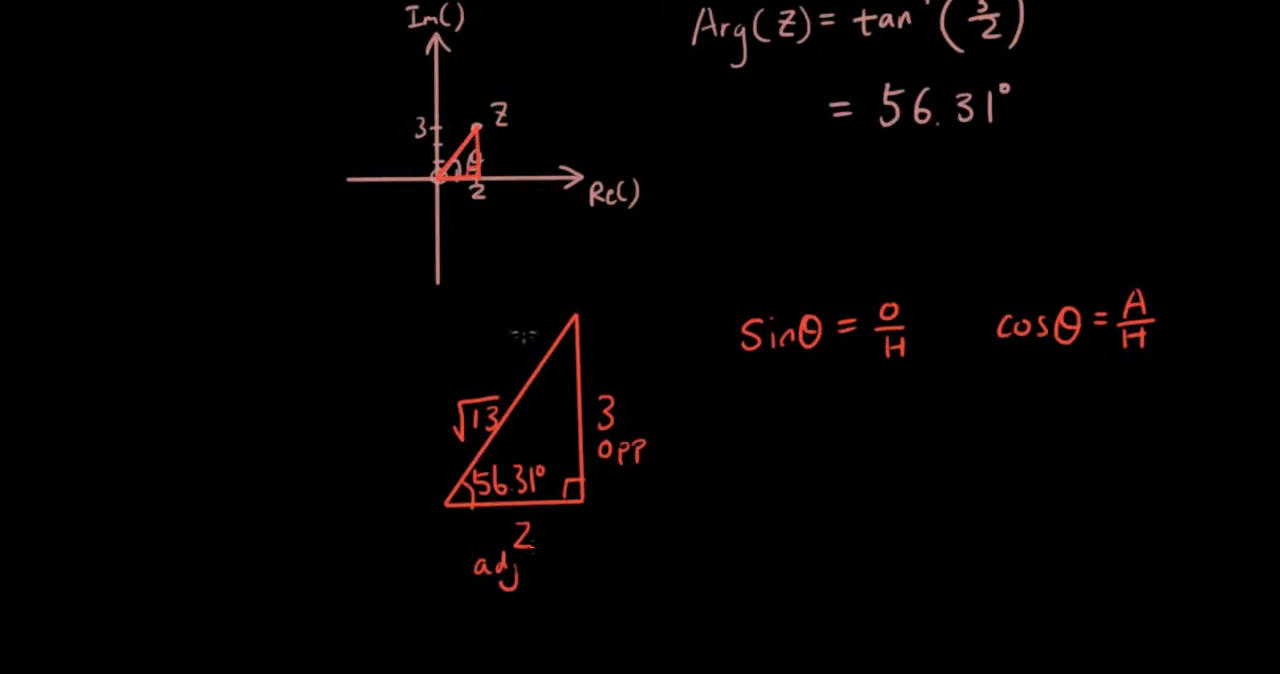 Im()
Arg(z) = tan⁻¹(3/2)
= 56.31°
3
z
2
Re()
sinθ = O/H
cosθ = A/H
√13
3
opp
56.31°
2
adj